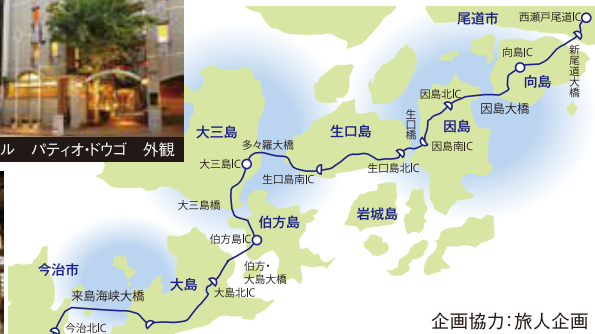 尾道市
西瀬戸尾道IC
新尾道大橋
向島IC
向島
因島北IC
因島大橋
生口橋
因島
因島南IC
大三島
多々羅大橋
生口島
大三島IC
生口島南IC
生口島北IC
大三島橋
岩城島
伯方島
伯方島IC
伯方・
大島大橋
今治市
大島
大島北IC
来島海峡大橋
今治北IC
ル パティオ・ドウゴ 外観
企画協力：旅人企画